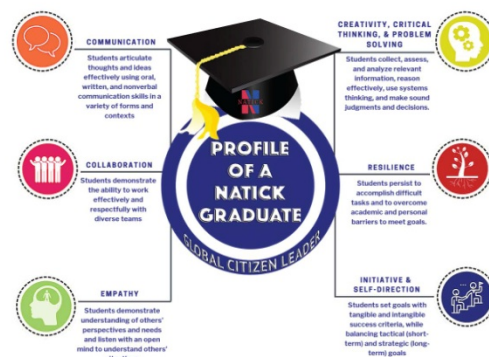 COMMUNICATION
Students articulate thoughts and ideas
effectively using oral,
written, and nonverbal
communication skills in a
variety of forms and
contexts
COLLABORATION
Students demonstrate
the ability to work
effectively and
respectfully with
diverse teams
EMPATHY
Students demonstrate
understanding of others'
perspectives and needs
and listen with an open
mind to understand others'
NATICK
PROFILE
OF A
NATICK
GRADUATE
GLOBAL CITIZEN LEADER
CREATIVITY, CRITICAL
THINKING, & PROBLEM
SOLVING
Students collect, assess,
and analyze relevant
information, reason
effectively, use systems
thinking, and make sound
judgments and decisions.
RESILIENCE
Students persist to
accomplish difficult
tasks and to overcome
academic and personal
barriers to meet goals.
INITIATIVE &
SELF-DIRECTION
Students set goals with
tangible and intangible
success criteria, while
balancing tactical (short-
term) and strategic (long-
term) goals